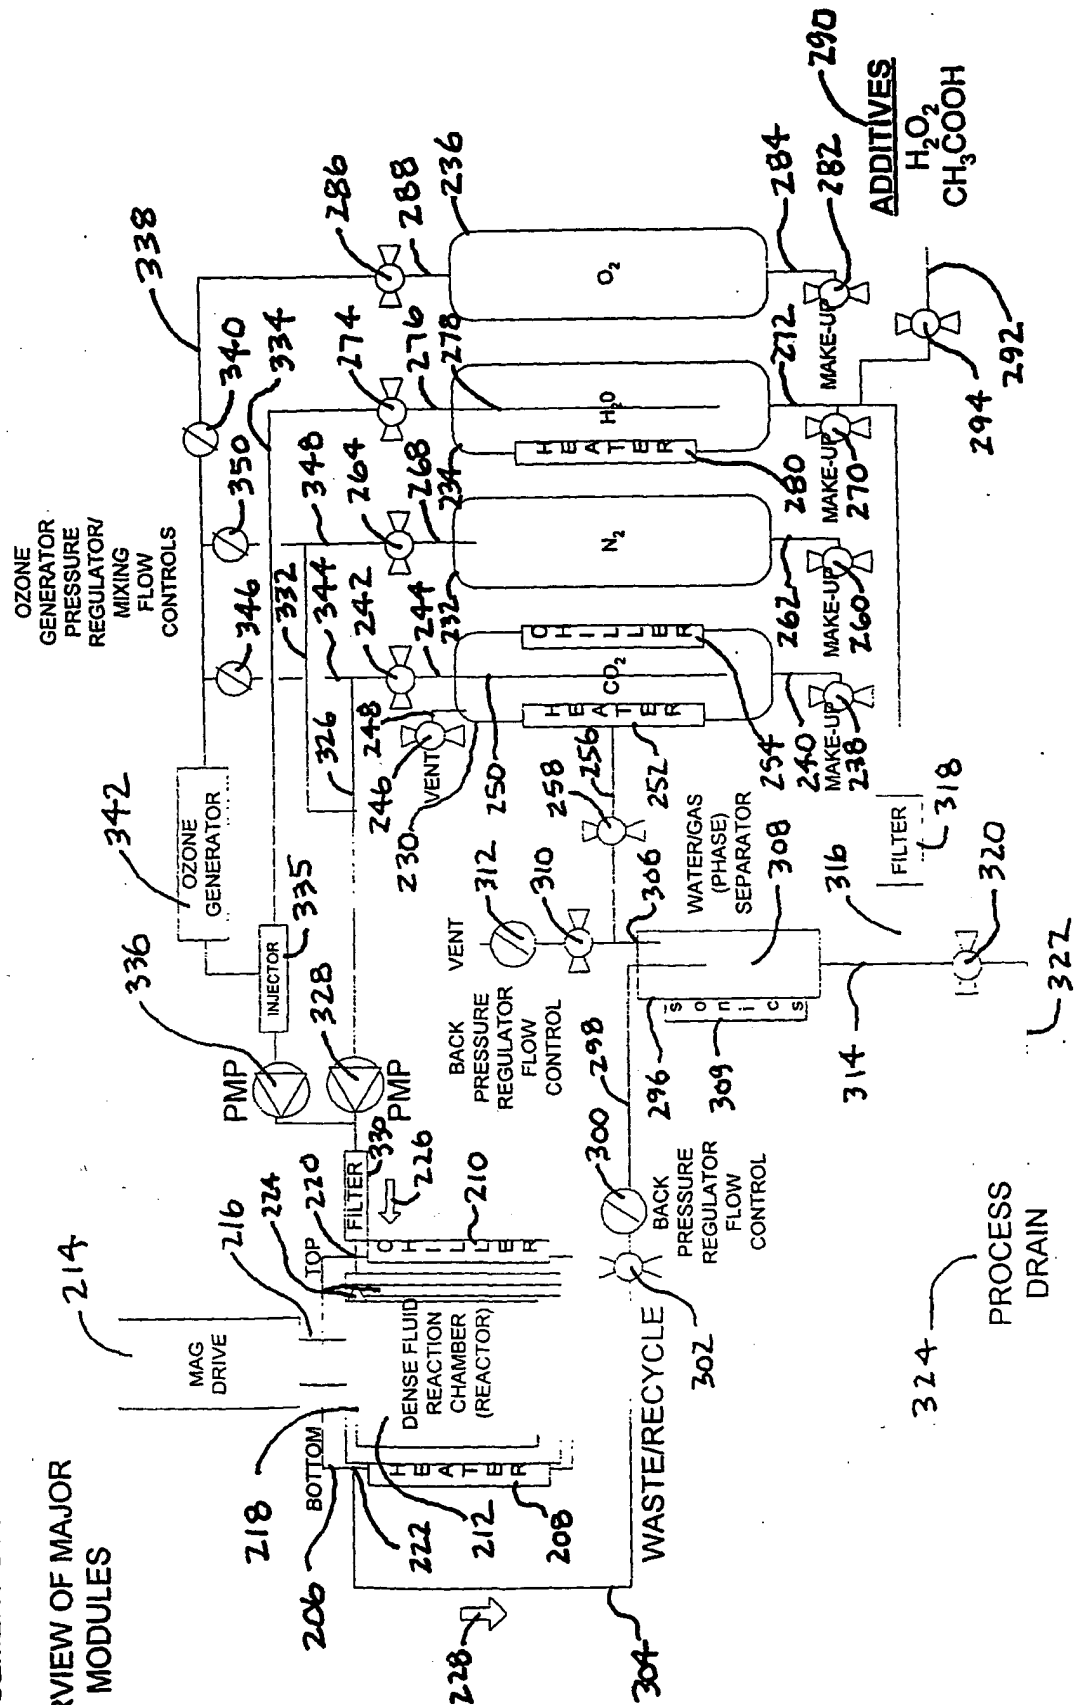 RVIEW OF MAJOR
MODULES
214
MAG
DRIVE
216
218
206
BOTTOM
TOP
224
220
222
HEATER
208
212
DENSE FLUID
REACTION
CHAMBER
(REACTOR)
CHILLER
210
FILTER
330
226
228
304
WASTE/RECYCLE
302
300
BACK
PRESSURE
REGULATOR
FLOW
CONTROL
298
PMP
336
PMP
328
INJECTOR
335
OZONE
GENERATOR
342
OZONE
GENERATOR
PRESSURE
REGULATOR/
MIXING
FLOW
CONTROLS
346
350
340
338
334
332
344
348
326
242
244
264
268
274
276
278
286
288
246
248
VENT
230
232
234
236
250
CO2
HEATER
CHILLER
252
254
256
258
N2
H2O
HEATER
280
O2
240
MAKE-UP
238
262
MAKE-UP
260
272
MAKE-UP
270
284
MAKE-UP
282
ADDITIVES
290
H2O2
CH3COOH
292
294
BACK
PRESSURE
REGULATOR
FLOW
CONTROL
VENT
312
310
306
WATER/GAS
(PHASE)
SEPARATOR
308
296
sonics
309
314
316
FILTER
318
320
322
324
PROCESS
DRAIN